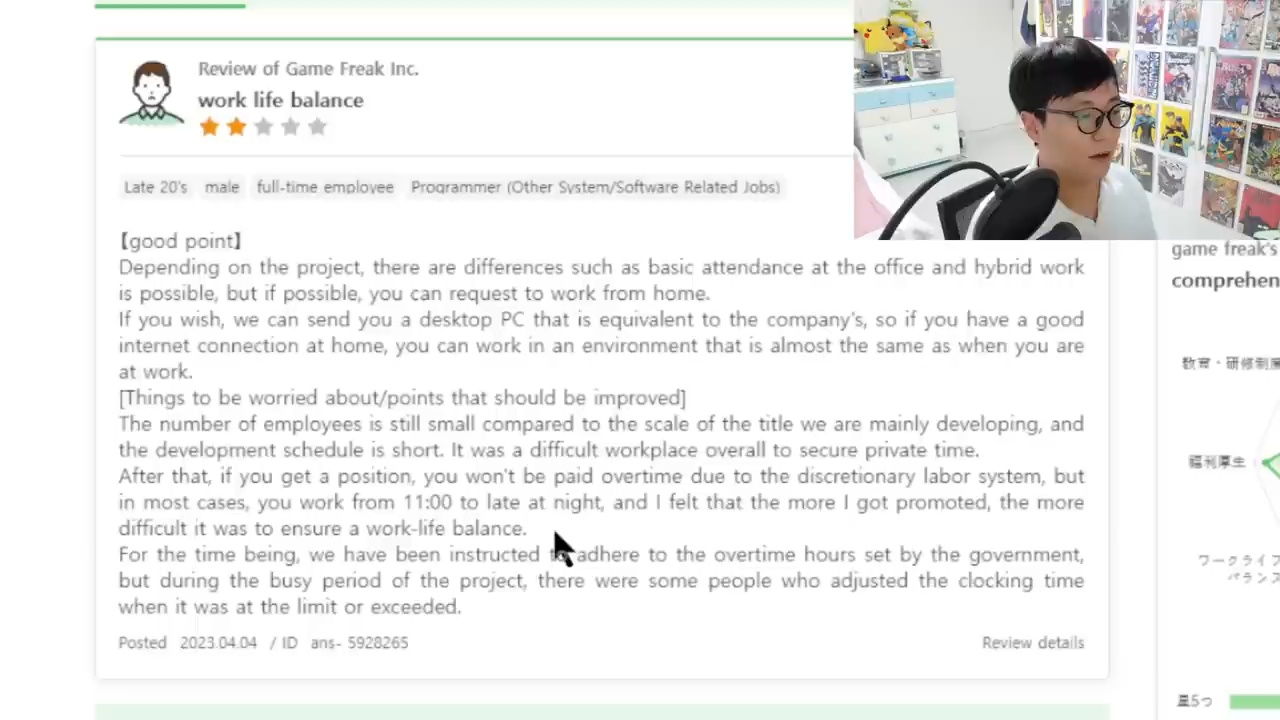 Review of Game Freak Inc.
work life balance
Late 20's male full-time employee Programmer (Other System/Software Related Jobs)
【good point】
Depending on the project, there are differences such as basic attendance at the office and hybrid work
is possible, but if possible, you can request to work from home.
If you wish, we can send you a desktop PC that is equivalent to the company's, so if you have a good
internet connection at home, you can work in an environment that is almost the same as when you are
at work.
[Things to be worried about/points that should be improved]
The number of employees is still small compared to the scale of the title we are mainly developing, and
the development schedule is short. It was a difficult workplace overall to secure private time.
After that, if you get a position, you won't be paid overtime due to the discretionary labor system, but
in most cases, you work from 11:00 to late at night, and I felt that the more I got promoted, the more
difficult it was to ensure a work-life balance.
For the time being, we have been instructed to adhere to the overtime hours set by the government,
but during the busy period of the project, there were some people who adjusted the clocking time
when it was at the limit or exceeded.
Posted 2023.04.04 / ID ans- 5928265
Review details
game freak's
comprehen
教育・研修制度
福利厚生
ワークライフ
バランス
星5つ